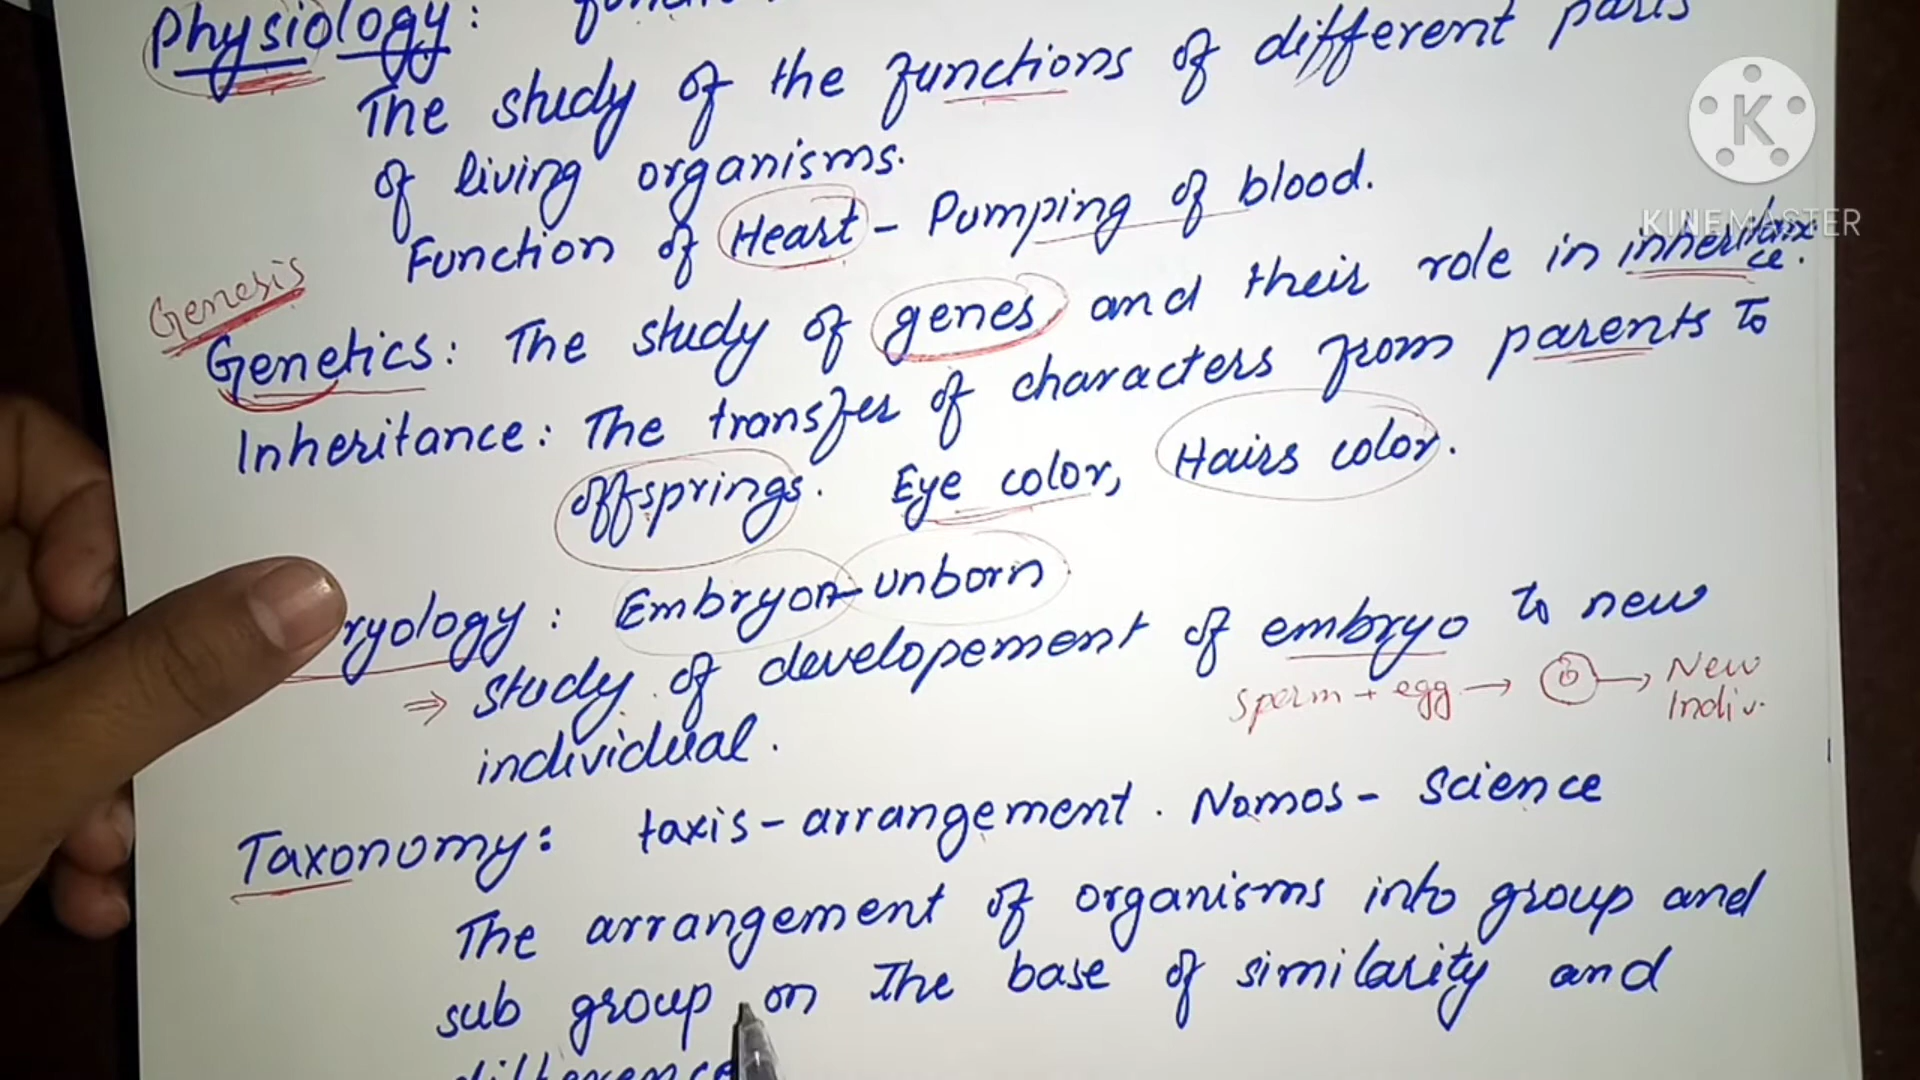 Physiology:
The study of the functions of different parts
of living organisms.
Function of Heart - Pumping of blood.
K
KINEMASTER
Genesis
Genetics: The study of genes and their role in inheritance.
Inheritance: The transfer of characters from parents to
offsprings. Eye color, Hairs color.
ryology: Embryon-unborn
⇒ Study of developement of embryo to new
individual.
Sperm + egg → → New
Indiv.
Taxonomy: taxis-arrangement. Nomos-Science
The arrangement of organisms into group and
sub group on The base of similarity and